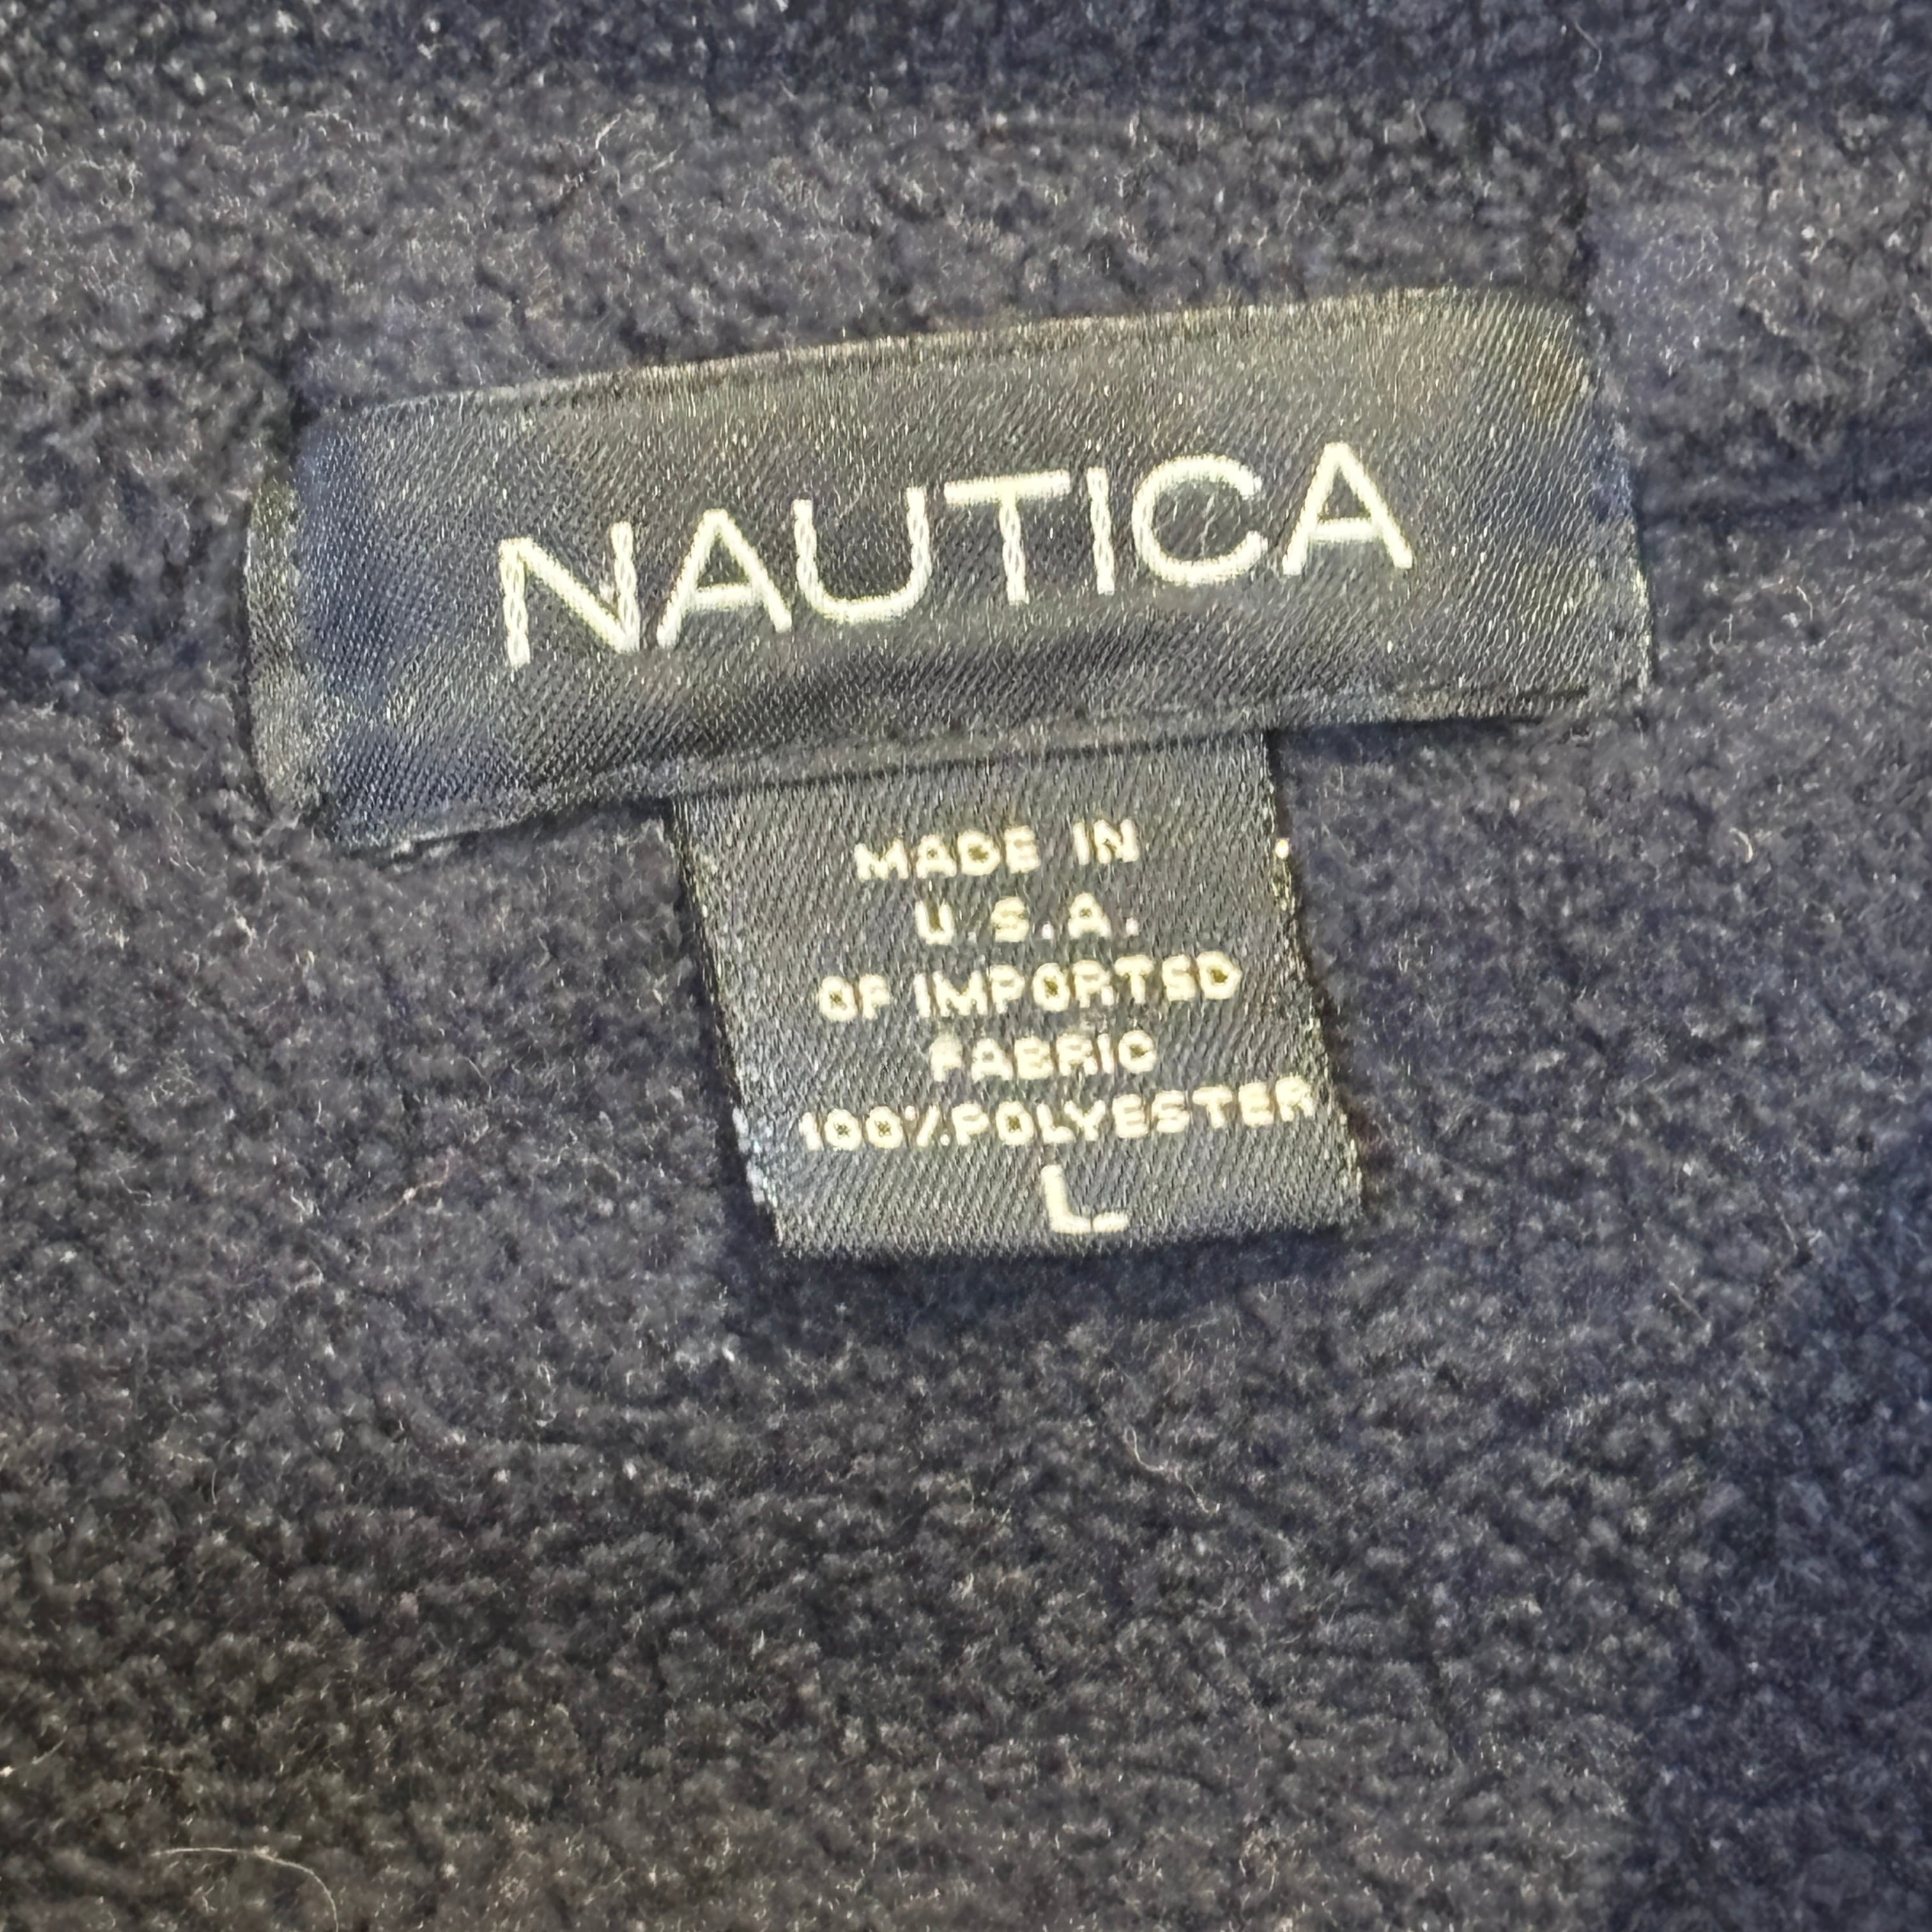 NAUTICA
MADE IN
U.S.A.
OF IMPORTED
FABRIC
100%POLYESTER
L